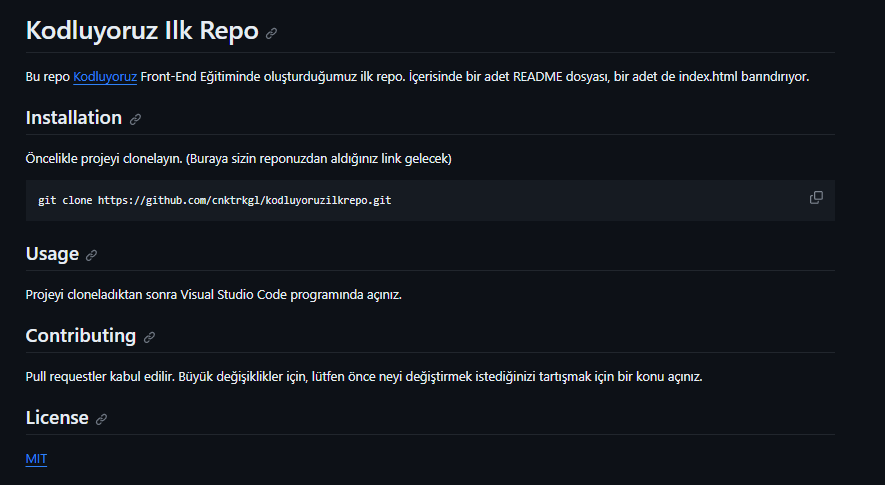 Kodluyoruz Ilk Repo
Bu repo Kodluyoruz Front-End Eğitiminde oluşturduğumuz ilk repo. İçerisinde bir adet README dosyası, bir adet de index.html barındırıyor.
Installation
Öncelikle projeyi clonelayın. (Buraya sizin reponuzdan aldığınız link gelecek)
git clone https://github.com/cnktrkgl/kodluyoruzilkrepo.git
Usage
Projeyi cloneladıktan sonra Visual Studio Code programında açınız.
Contributing
Pull requestler kabul edilir. Büyük değişiklikler için, lütfen önce neyi değiştirmek istediğinizi tartışmak için bir konu açınız.
License
MIT